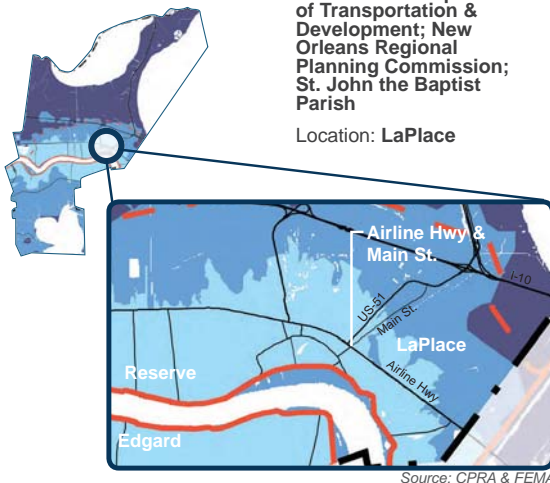 of Transportation &
Development; New
Orleans Regional
Planning Commission;
St. John the Baptist
Parish
Location: LaPlace
Airline Hwy &
Main St.
I-10
US-51
Main St.
LaPlace
Airline Hwy
Reserve
Edgard
Source: CPRA & FEMA